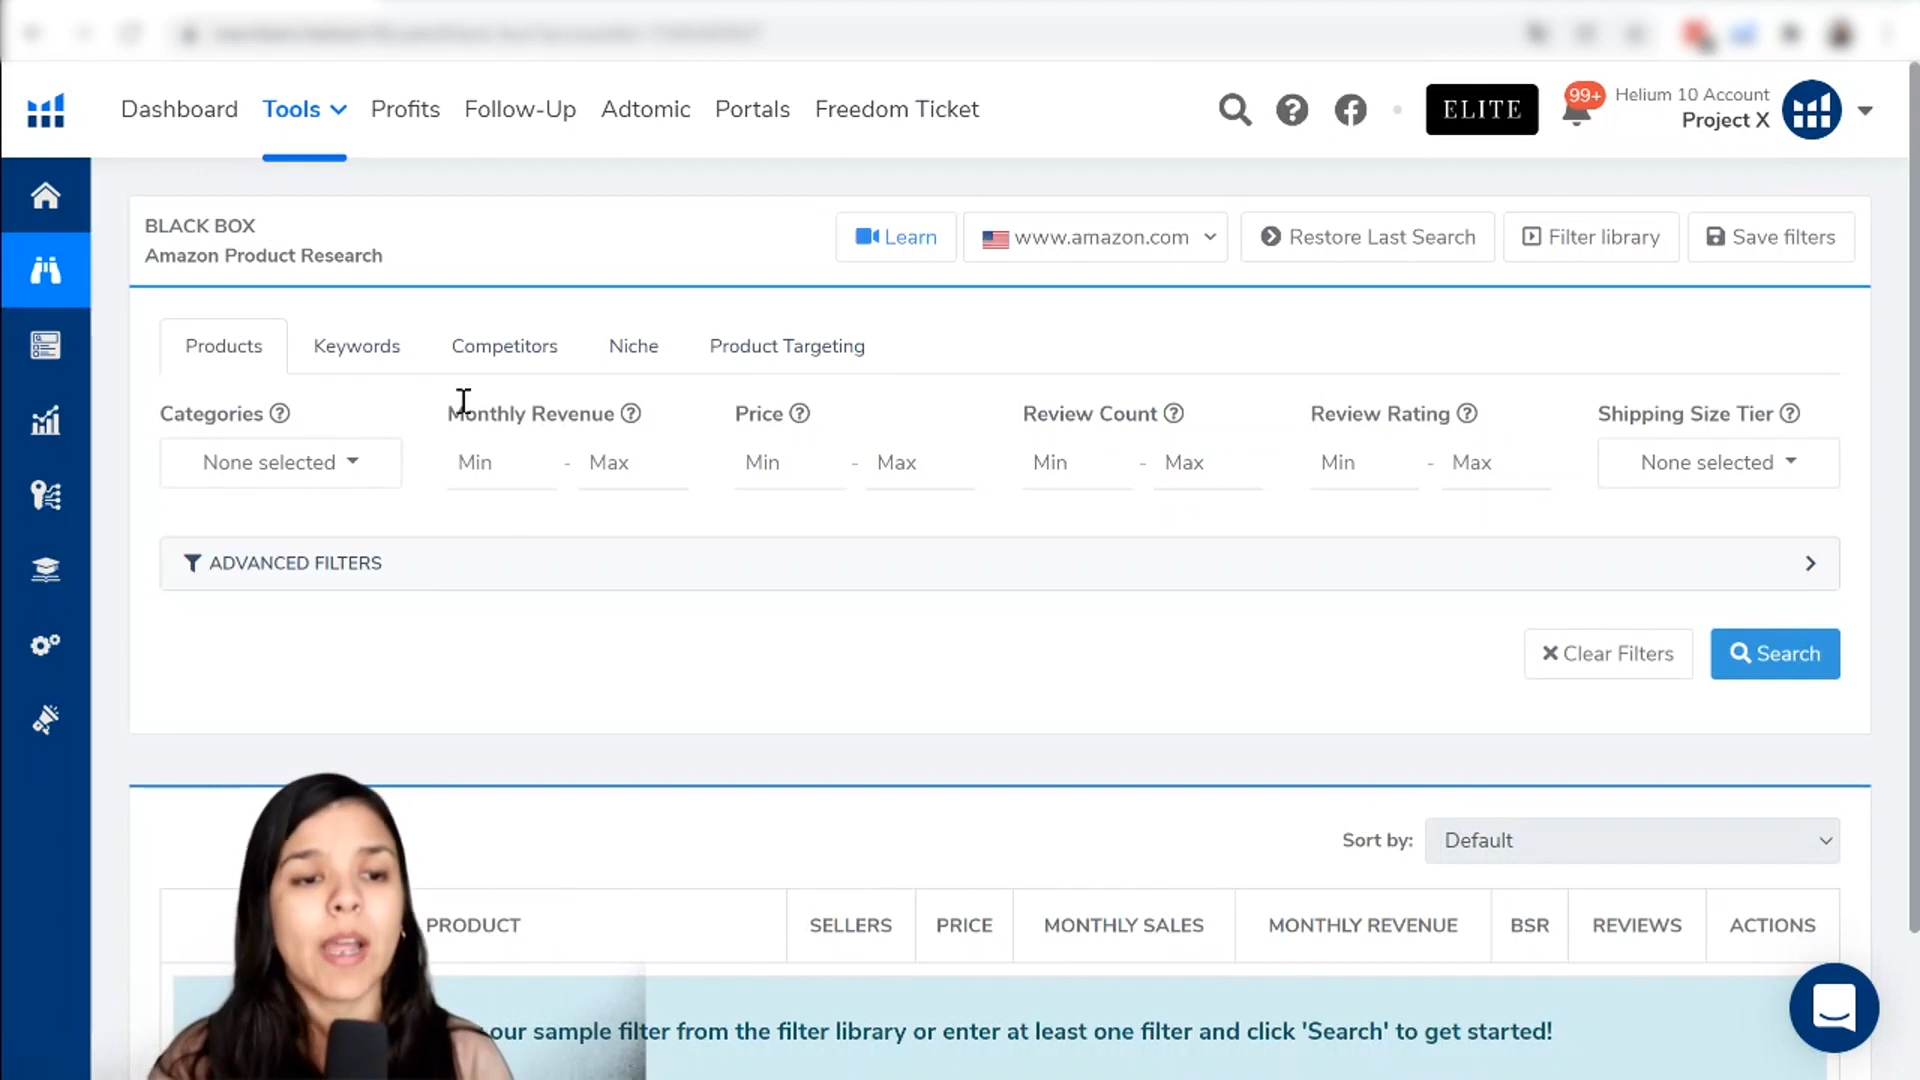 Dashboard Tools Profits Follow-Up Adtomic Portals Freedom Ticket ELITE 99+ Helium 10 Account
Project X
BLACK BOX
Amazon Product Research
Learn www.amazon.com Restore Last Search Filter library Save filters
Products Keywords Competitors Niche Product Targeting
Categories Monthly Revenue Price Review Count Review Rating Shipping Size Tier
None selected Min - Max Min - Max Min - Max Min - Max None selected
ADVANCED FILTERS
Clear Filters Search
Sort by: Default
PRODUCT SELLERS PRICE MONTHLY SALES MONTHLY REVENUE BSR REVIEWS ACTIONS
our sample filter from the filter library or enter at least one filter and click 'Search' to get started!